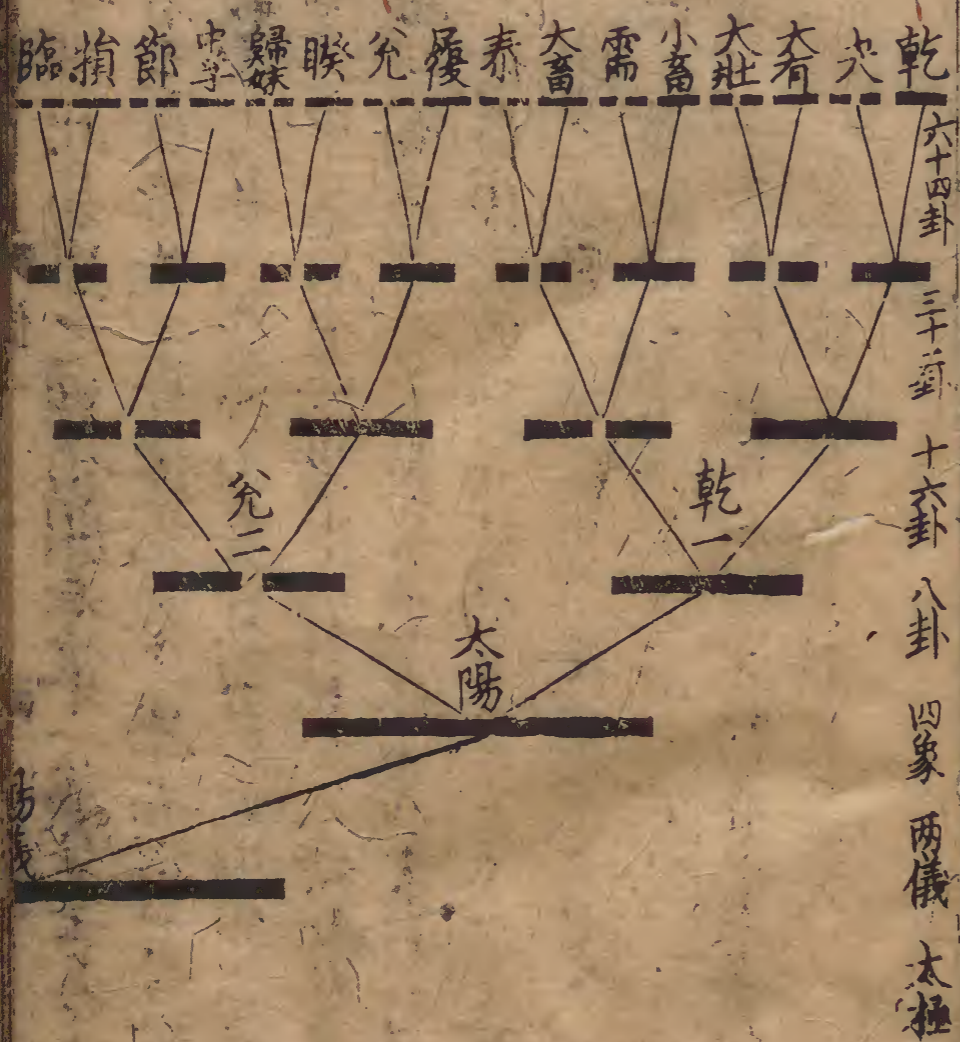 乾
夬
大有
大壯
小畜
需
大畜
泰
履
兌
睽
歸妹
中孚
節
損
臨
六十四卦
三十二卦
十六卦
八卦
四象
两儀
太極
乾一
兌二
太陽
陽儀